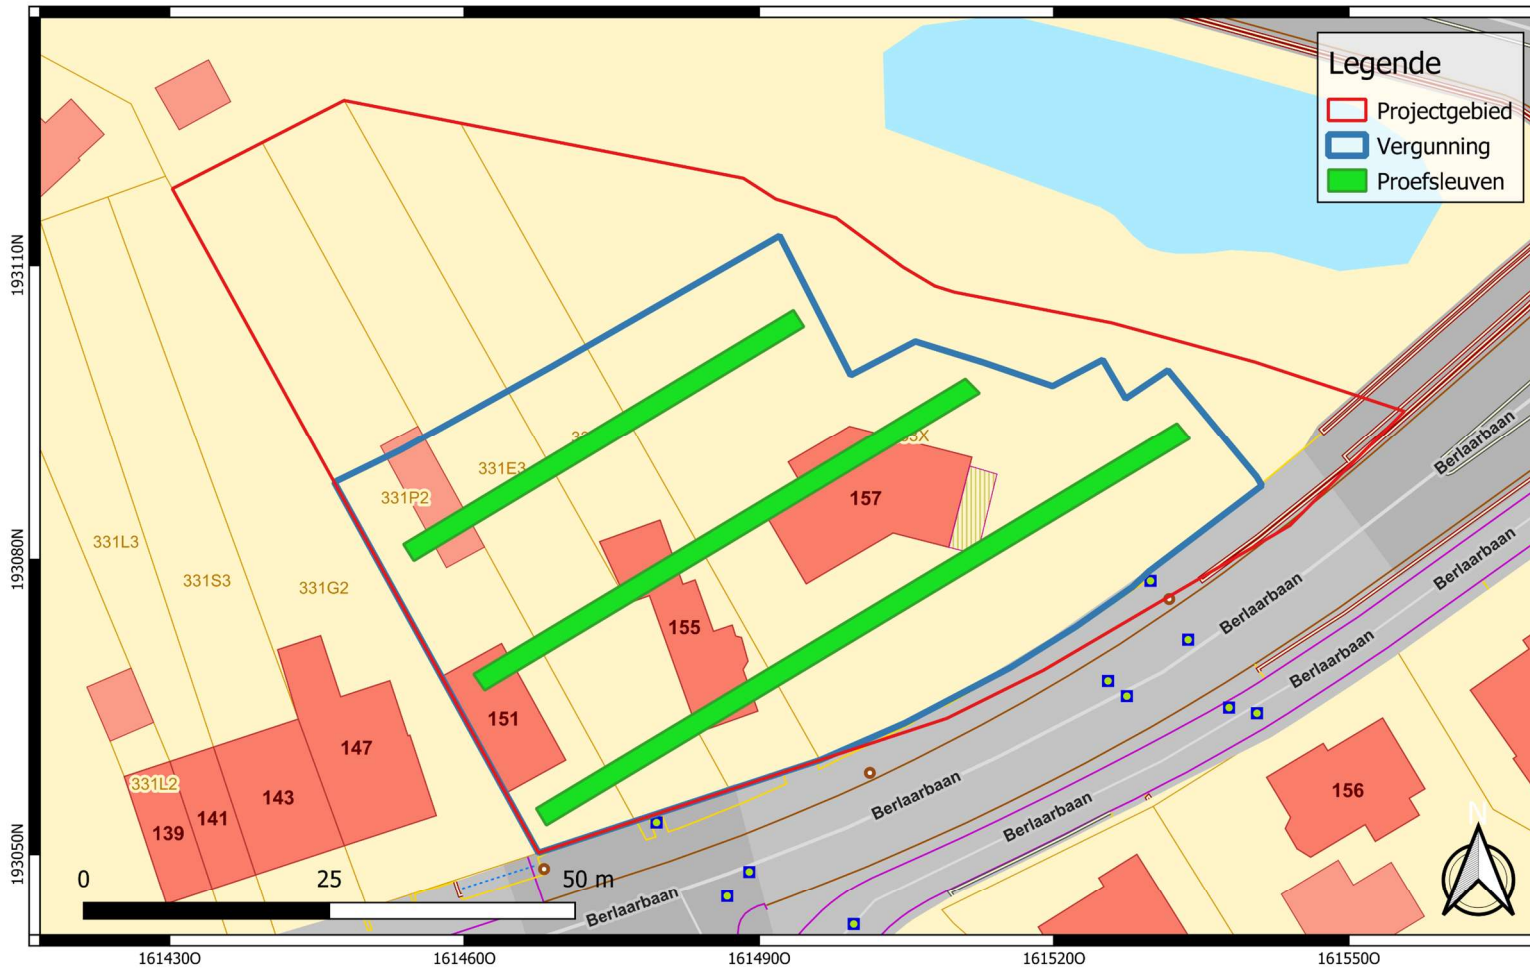 Legende
Projectgebied
Vergunning
Proefsleuven
193110N
193080N
193050N
331P2
331E3
331L3
331S3
331G2
331L2
157
155
151
147
143
141
139
156
Berlaarbaan
Berlaarbaan
Berlaarbaan
Berlaarbaan
Berlaarbaan
Berlaarbaan
Berlaarbaan
N
0 25 50 m
161430O 161460O 161490O 161520O 161550O